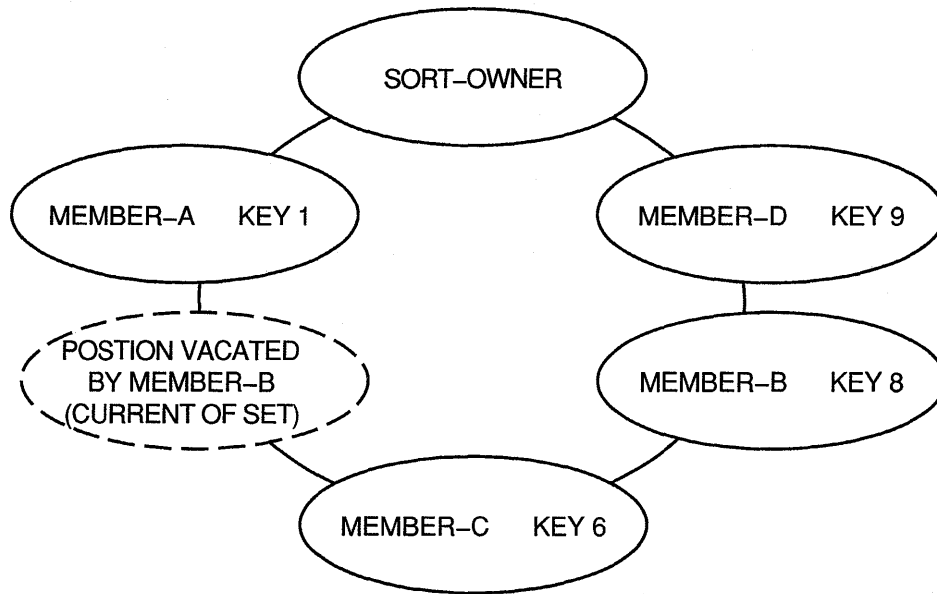 SORT–OWNER
MEMBER–A KEY 1
MEMBER–D KEY 9
POSTION VACATED
BY MEMBER–B
(CURRENT OF SET)
MEMBER–B KEY 8
MEMBER–C KEY 6